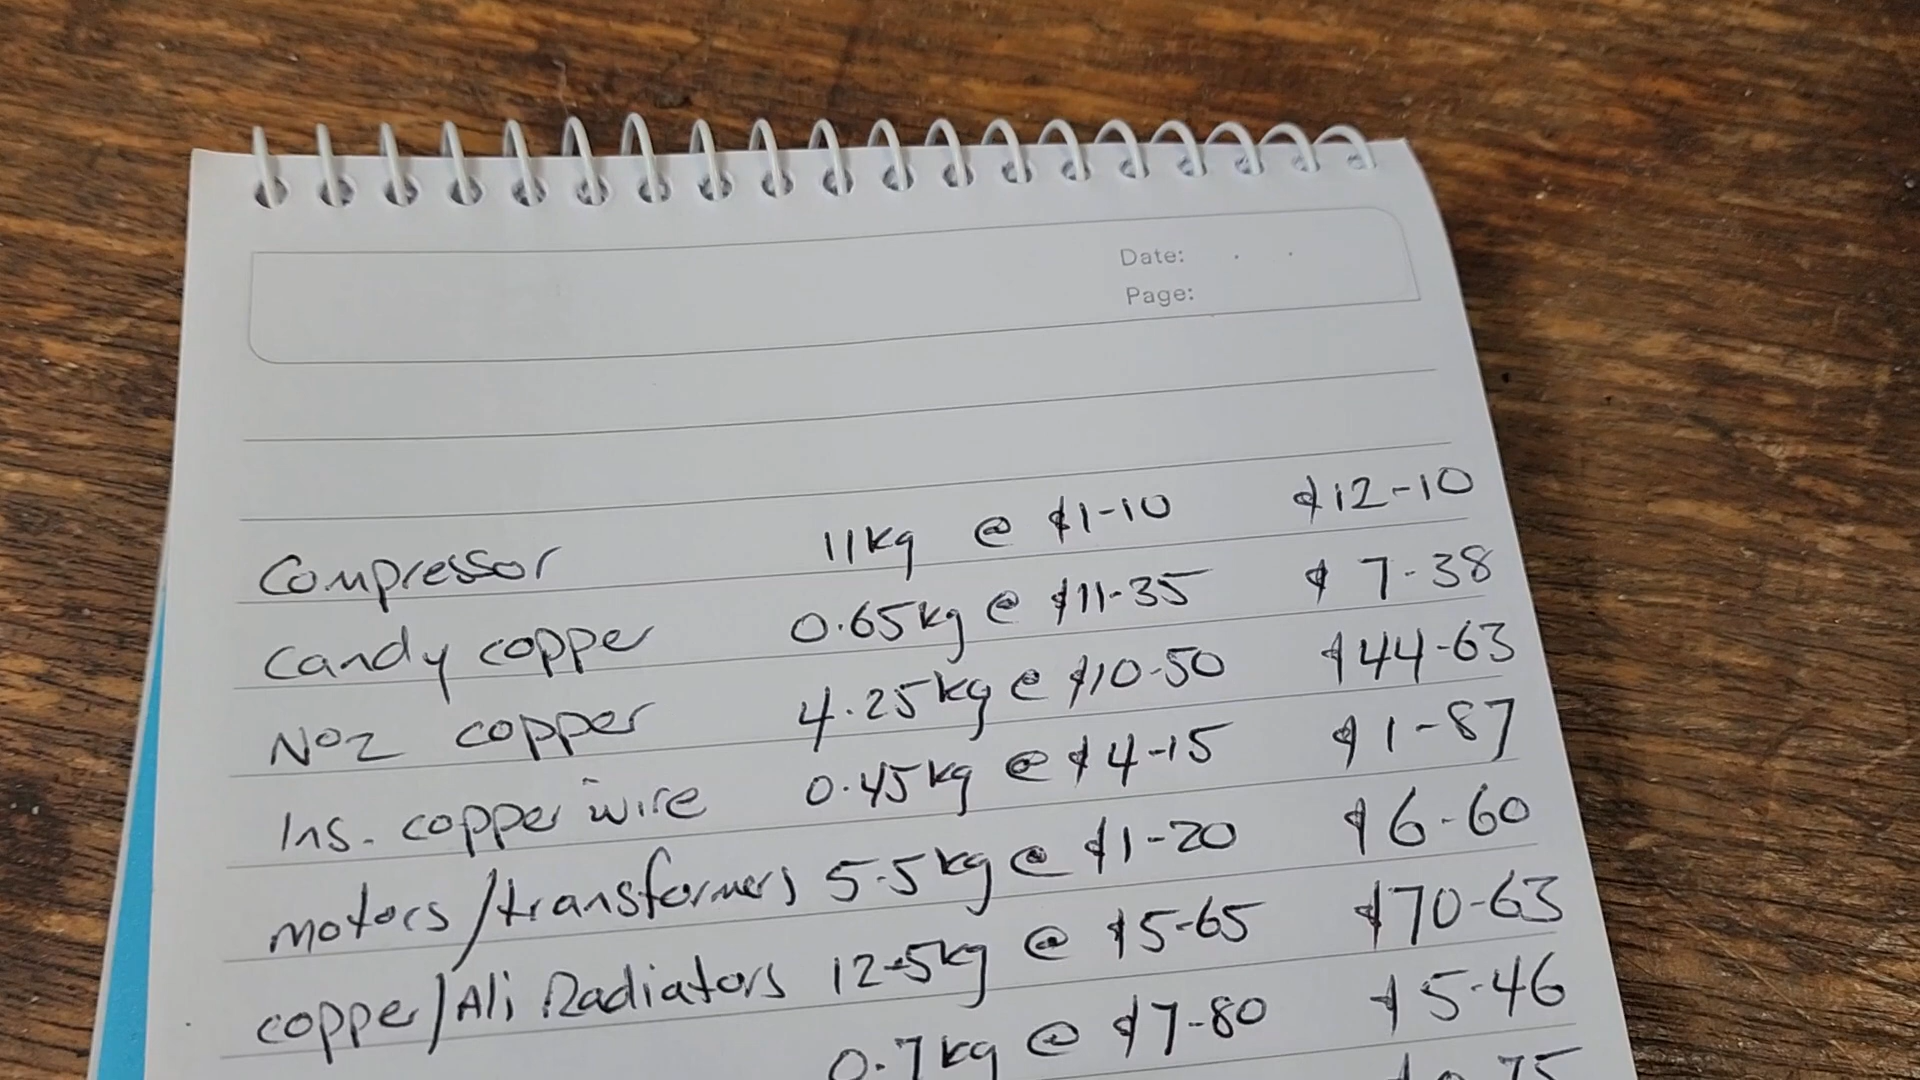 Date: . .
Page:
Compressor 11kg @ $1-10 $12-10
Candy copper 0.65kg @ $11-35 $7-38
No2 copper 4.25kg @ $10-50 $44-63
Ins. copper wire 0.45kg @ $4-15 $1-87
motors/transformers 5.5kg @ $1-20 $6-60
copper/Ali Radiators 12.5kg @ $5-65 $70-63
0.7kg @ $7-80 $5-46